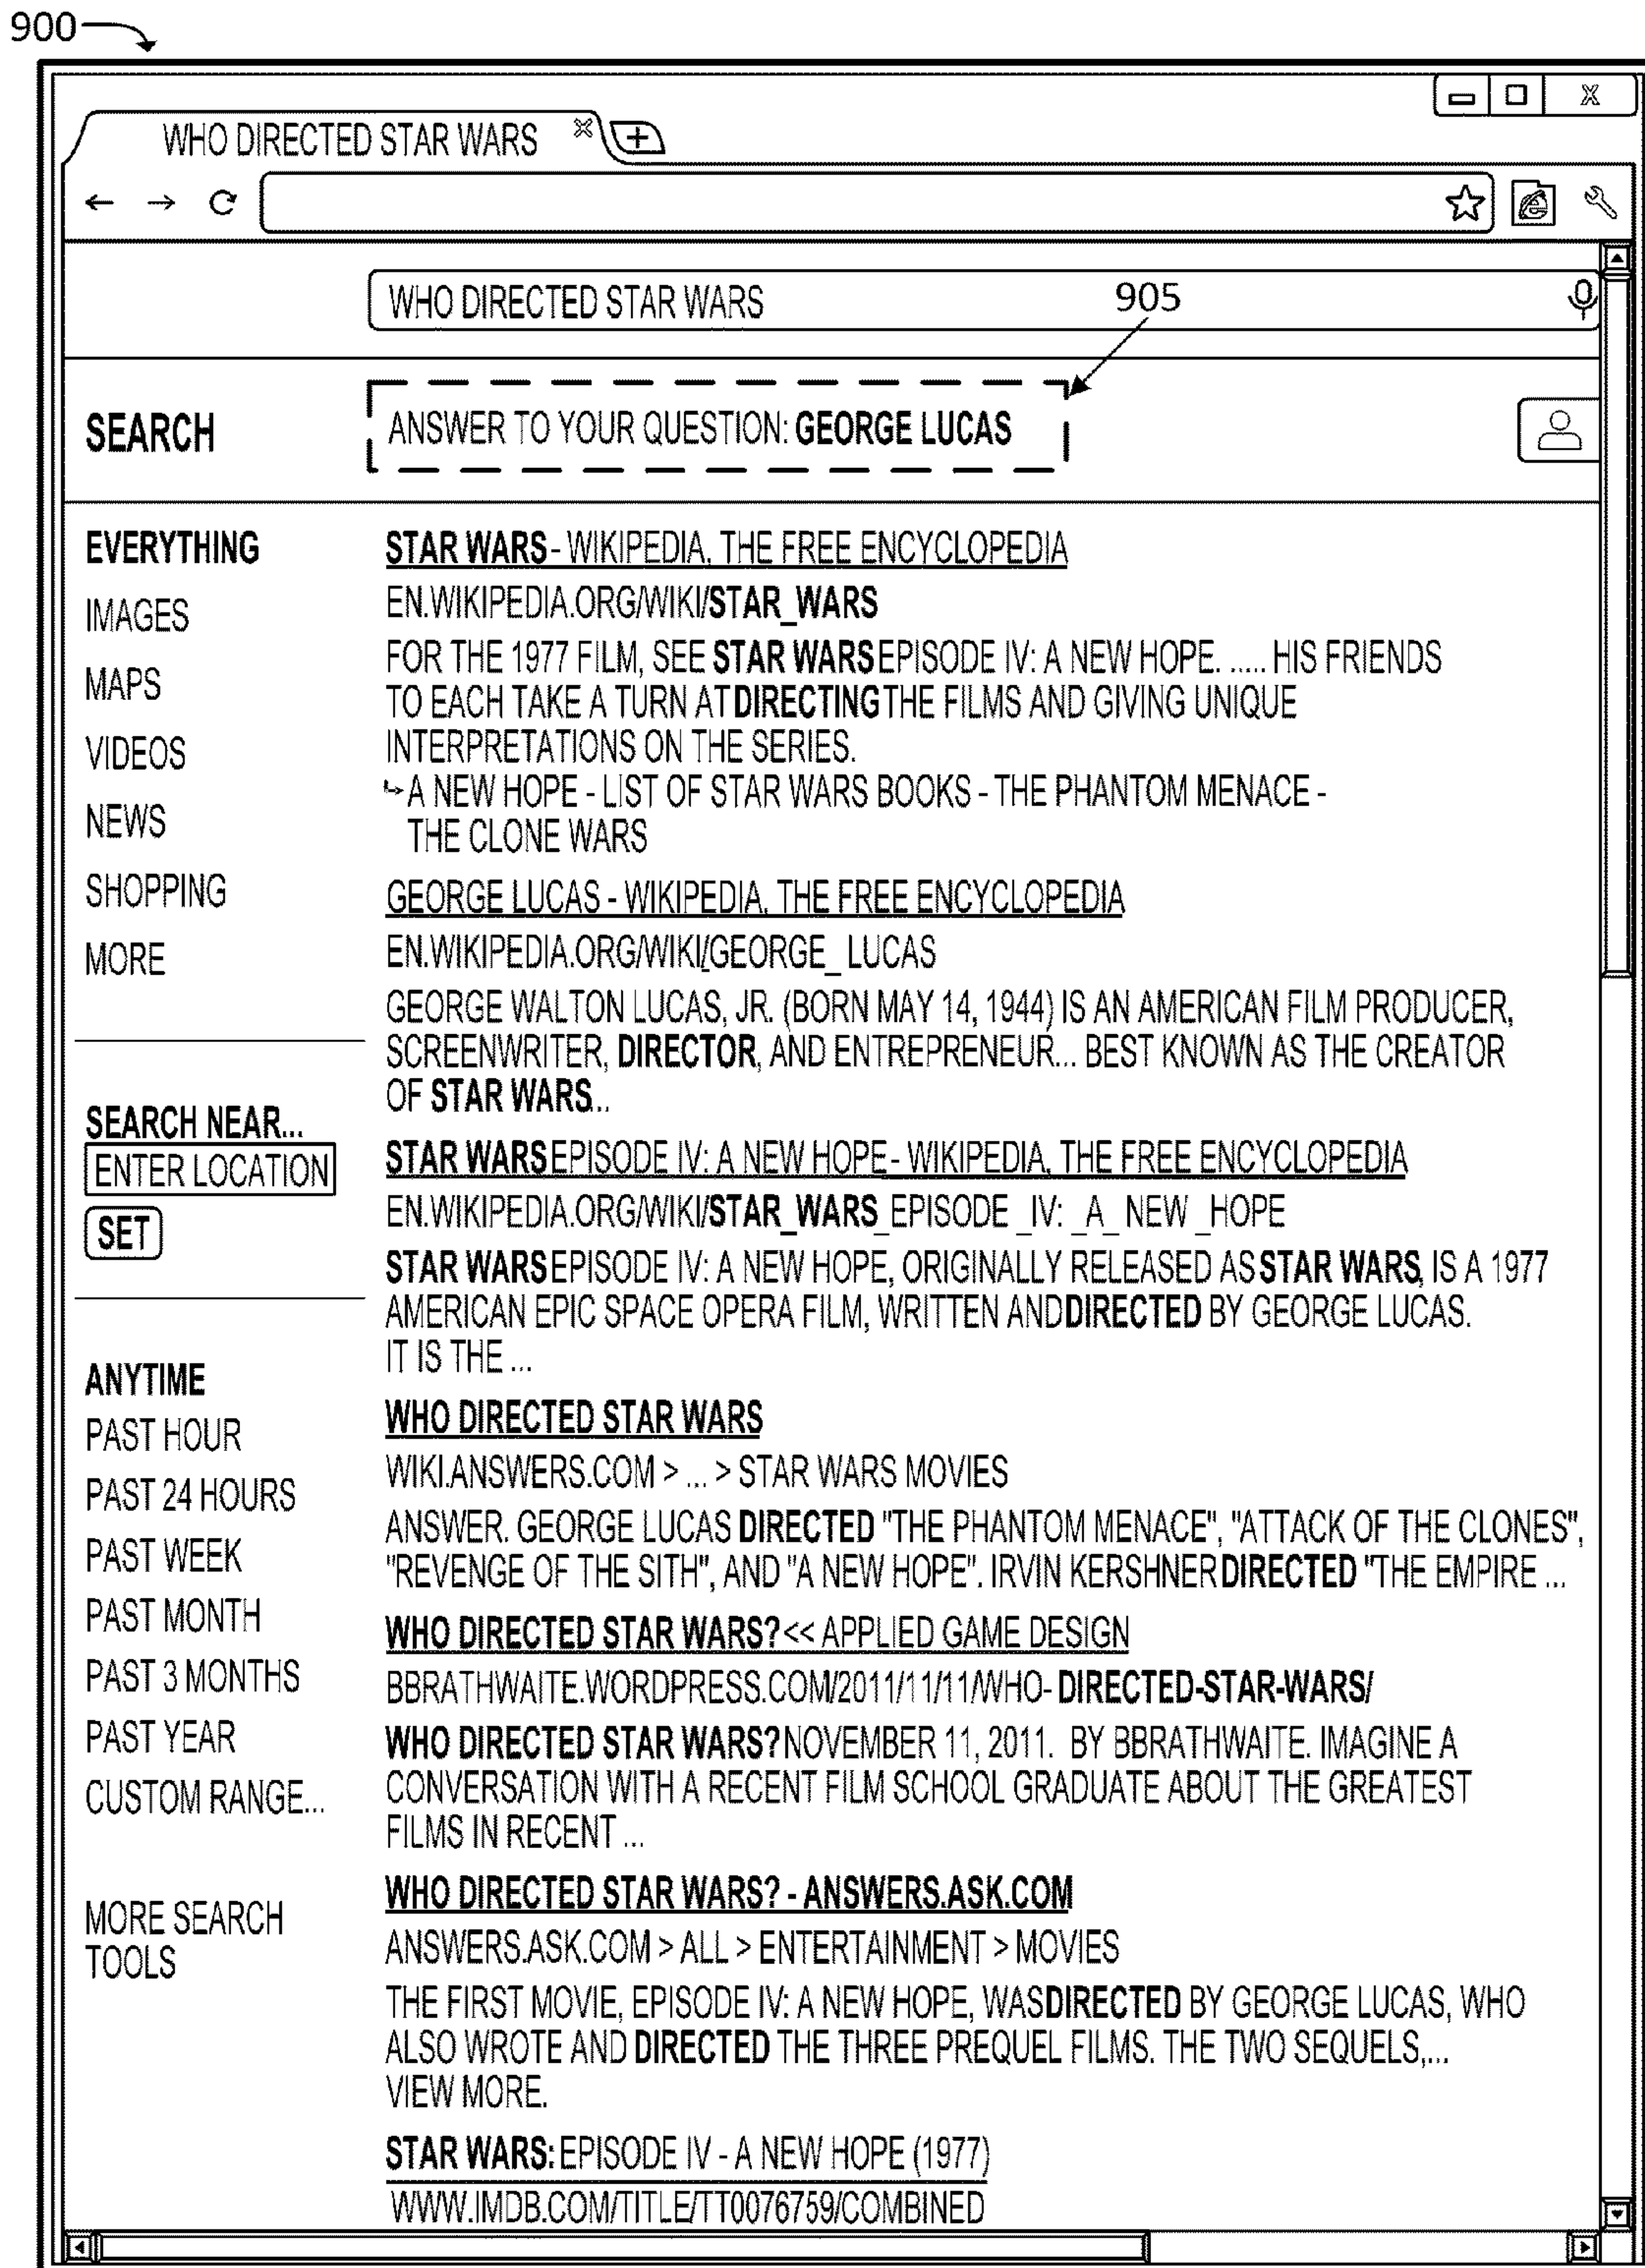 900
X
WHO DIRECTED STAR WARS
WHO DIRECTED STAR WARS
905
SEARCH
ANSWER TO YOUR QUESTION: GEORGE LUCAS
EVERYTHING
IMAGES
MAPS
VIDEOS
NEWS
SHOPPING
MORE
SEARCH NEAR...
ENTER LOCATION
SET
ANYTIME
PAST HOUR
PAST 24 HOURS
PAST WEEK
PAST MONTH
PAST 3 MONTHS
PAST YEAR
CUSTOM RANGE...
MORE SEARCH
TOOLS
STAR WARS - WIKIPEDIA, THE FREE ENCYCLOPEDIA
EN.WIKIPEDIA.ORG/WIKI/STAR_WARS
FOR THE 1977 FILM, SEE STAR WARS EPISODE IV: A NEW HOPE. ..... HIS FRIENDS
TO EACH TAKE A TURN AT DIRECTING THE FILMS AND GIVING UNIQUE
INTERPRETATIONS ON THE SERIES.
A NEW HOPE - LIST OF STAR WARS BOOKS - THE PHANTOM MENACE -
THE CLONE WARS
GEORGE LUCAS - WIKIPEDIA, THE FREE ENCYCLOPEDIA
EN.WIKIPEDIA.ORG/WIKI/GEORGE_ LUCAS
GEORGE WALTON LUCAS, JR. (BORN MAY 14, 1944) IS AN AMERICAN FILM PRODUCER,
SCREENWRITER, DIRECTOR, AND ENTREPRENEUR... BEST KNOWN AS THE CREATOR
OF STAR WARS...
STAR WARS EPISODE IV: A NEW HOPE - WIKIPEDIA, THE FREE ENCYCLOPEDIA
EN.WIKIPEDIA.ORG/WIKI/STAR_WARS_EPISODE _IV: _A_ NEW _HOPE
STAR WARS EPISODE IV: A NEW HOPE, ORIGINALLY RELEASED AS STAR WARS, IS A 1977
AMERICAN EPIC SPACE OPERA FILM, WRITTEN AND DIRECTED BY GEORGE LUCAS.
IT IS THE ...
WHO DIRECTED STAR WARS
WIKI.ANSWERS.COM > ... > STAR WARS MOVIES
ANSWER. GEORGE LUCAS DIRECTED "THE PHANTOM MENACE", "ATTACK OF THE CLONES",
"REVENGE OF THE SITH", AND "A NEW HOPE". IRVIN KERSHNER DIRECTED "THE EMPIRE ...
WHO DIRECTED STAR WARS? << APPLIED GAME DESIGN
BBRATHWAITE.WORDPRESS.COM/2011/11/11/WHO- DIRECTED-STAR-WARS/
WHO DIRECTED STAR WARS? NOVEMBER 11, 2011. BY BBRATHWAITE. IMAGINE A
CONVERSATION WITH A RECENT FILM SCHOOL GRADUATE ABOUT THE GREATEST
FILMS IN RECENT ...
WHO DIRECTED STAR WARS? - ANSWERS.ASK.COM
ANSWERS.ASK.COM > ALL > ENTERTAINMENT > MOVIES
THE FIRST MOVIE, EPISODE IV: A NEW HOPE, WAS DIRECTED BY GEORGE LUCAS, WHO
ALSO WROTE AND DIRECTED THE THREE PREQUEL FILMS. THE TWO SEQUELS,...
VIEW MORE.
STAR WARS: EPISODE IV - A NEW HOPE (1977)
WWW.IMDB.COM/TITLE/TT0076759/COMBINED